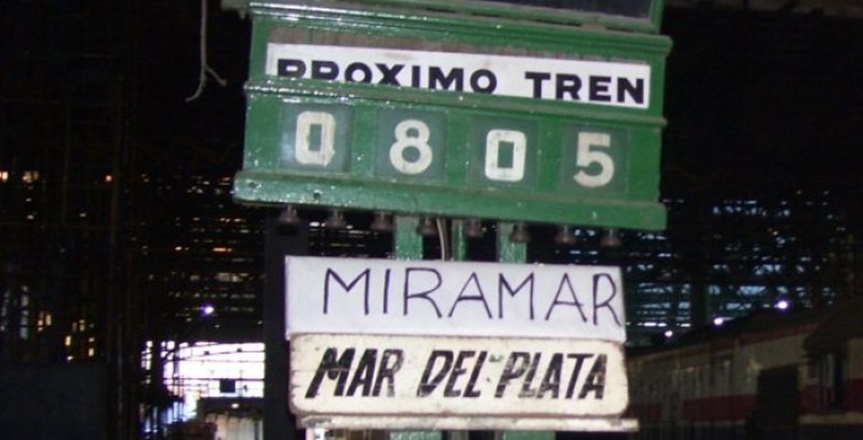 PROXIMO TREN
0805
MIRAMAR
MAR DEL PLATA